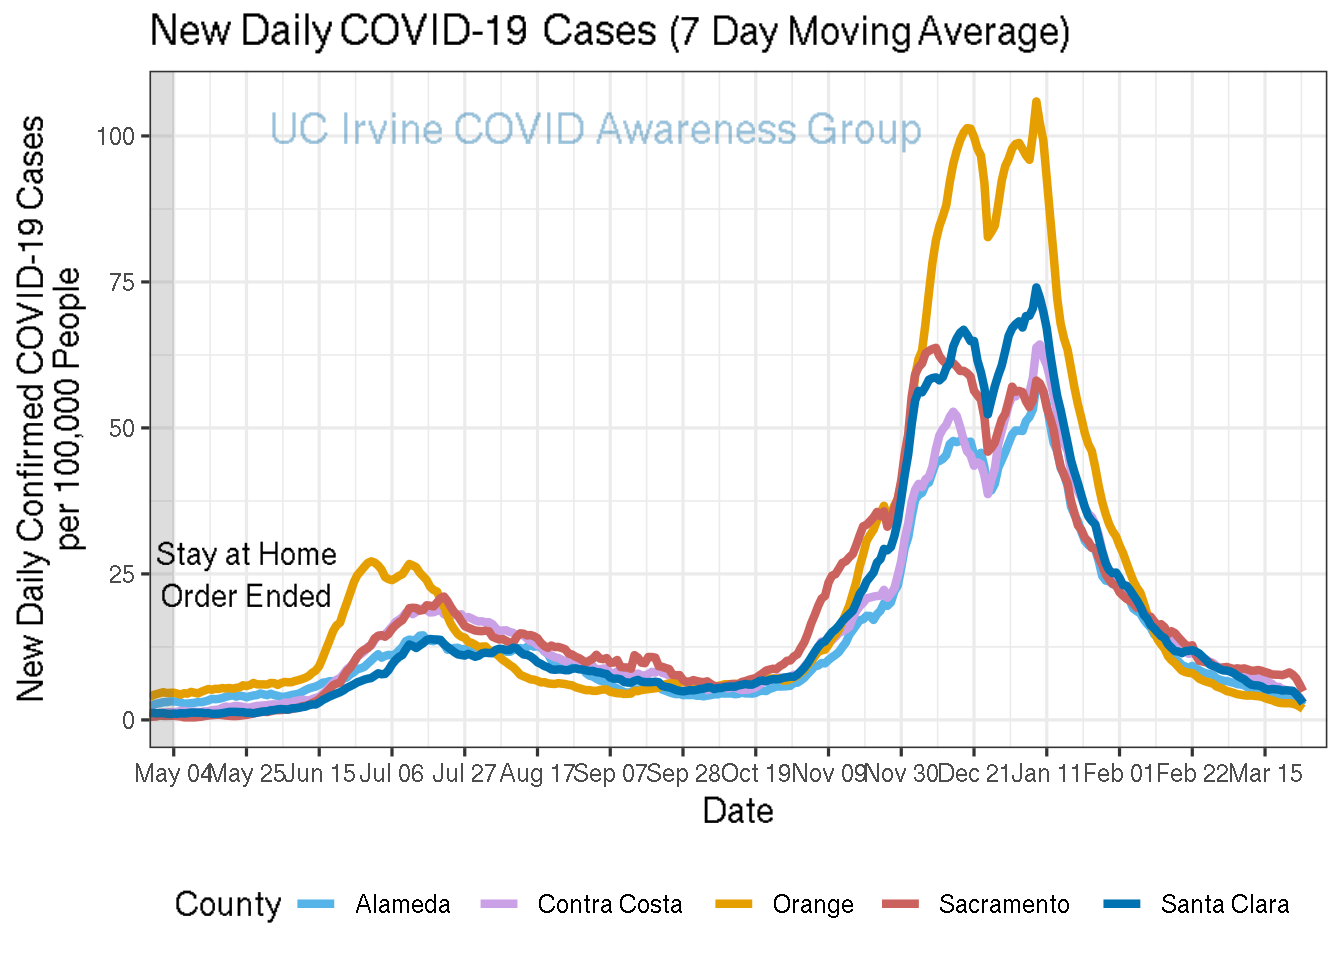 New Daily COVID-19 Cases (7 Day Moving Average)
UC Irvine COVID Awareness Group
New Daily Confirmed COVID-19 Cases
per 100,000 People
100
75
50
25
0
Stay at Home
Order Ended
May 04 May 25 Jun 15 Jul 06 Jul 27 Aug 17 Sep 07 Sep 28 Oct 19 Nov 09 Nov 30 Dec 21 Jan 11 Feb 01 Feb 22 Mar 15
Date
County Alameda Contra Costa Orange Sacramento Santa Clara